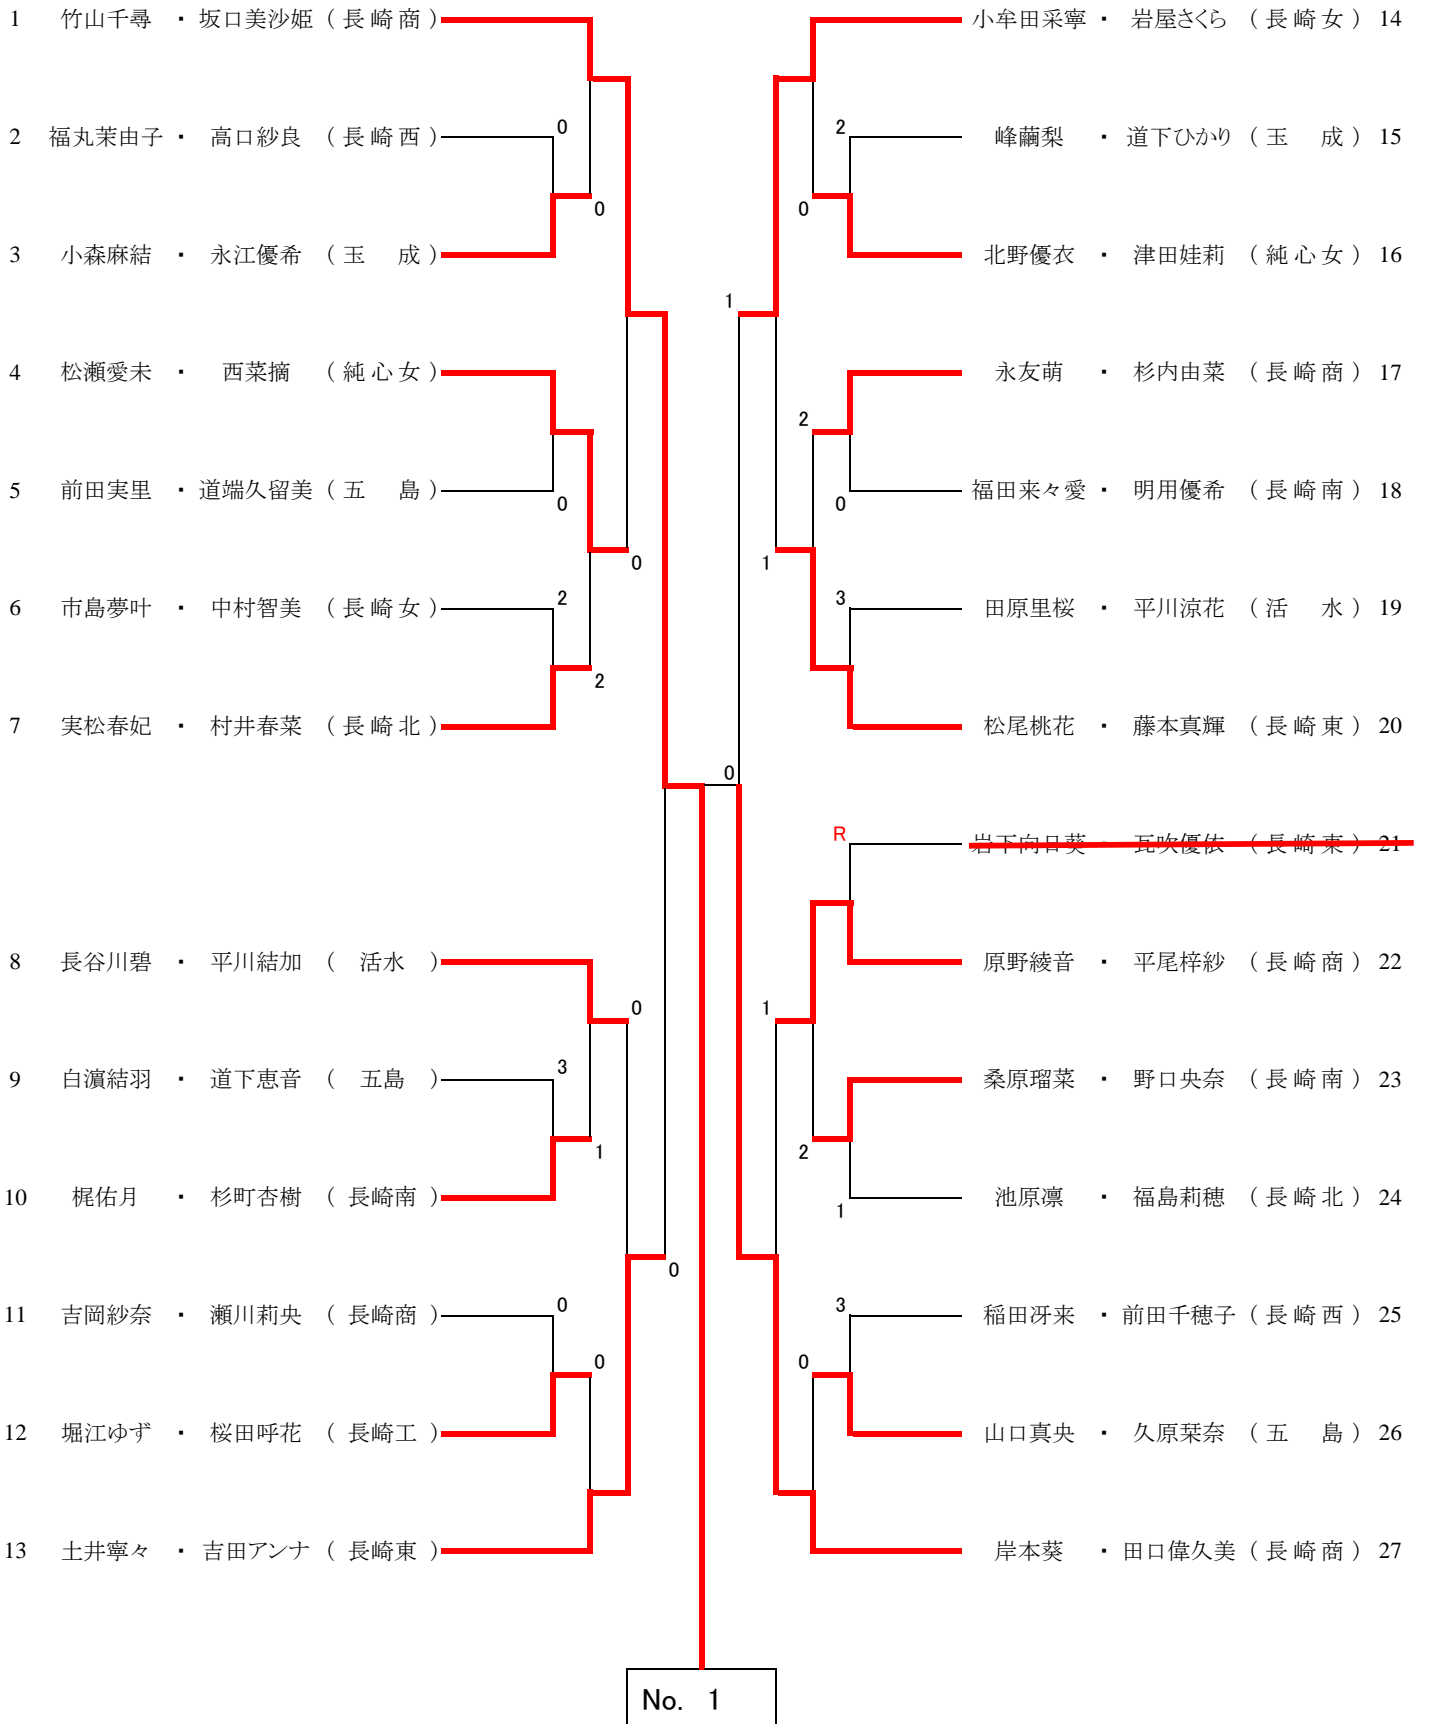 1 竹山千尋 ・ 坂口美沙姫 ( 長崎商 )
2 福丸茉由子 ・ 高口紗良 ( 長崎西 ) 0
0
3 小森麻結 ・ 永江優希 ( 玉 成 )
4 松瀬愛未 ・ 西菜摘 ( 純心女 )
5 前田実里 ・ 道端久留美 ( 五 島 ) 0
0
6 市島夢叶 ・ 中村智美 ( 長崎女 ) 2
2
7 実松春妃 ・ 村井春菜 ( 長崎北 )
8 長谷川碧 ・ 平川結加 ( 活水 )
0
9 白濵結羽 ・ 道下恵音 ( 五島 ) 3
1
10 梶佑月 ・ 杉町杏樹 ( 長崎南 )
0
11 吉岡紗奈 ・ 瀬川莉央 ( 長崎商 ) 0
0
12 堀江ゆず ・ 桜田呼花 ( 長崎工 )
13 土井寧々 ・ 吉田アンナ ( 長崎東 )
小牟田采寧 ・ 岩屋さくら ( 長崎女 ) 14
2 峰繭梨 ・ 道下ひかり ( 玉 成 ) 15
0
北野優衣 ・ 津田娃莉 ( 純心女 ) 16
1
永友萌 ・ 杉内由菜 ( 長崎商 ) 17
2
0 福田来々愛 ・ 明用優希 ( 長崎南 ) 18
1
3 田原里桜 ・ 平川涼花 ( 活 水 ) 19
松尾桃花 ・ 藤本真輝 ( 長崎東 ) 20
0
R 岩下向日葵 ・ 瓦吹優依 ( 長崎東 ) 21
原野綾音 ・ 平尾梓紗 ( 長崎商 ) 22
1
桑原瑠菜 ・ 野口央奈 ( 長崎南 ) 23
2
1 池原凛 ・ 福島莉穂 ( 長崎北 ) 24
3 稲田冴来 ・ 前田千穂子 ( 長崎西 ) 25
0
山口真央 ・ 久原栞奈 ( 五 島 ) 26
岸本葵 ・ 田口偉久美 ( 長崎商 ) 27
No. 1